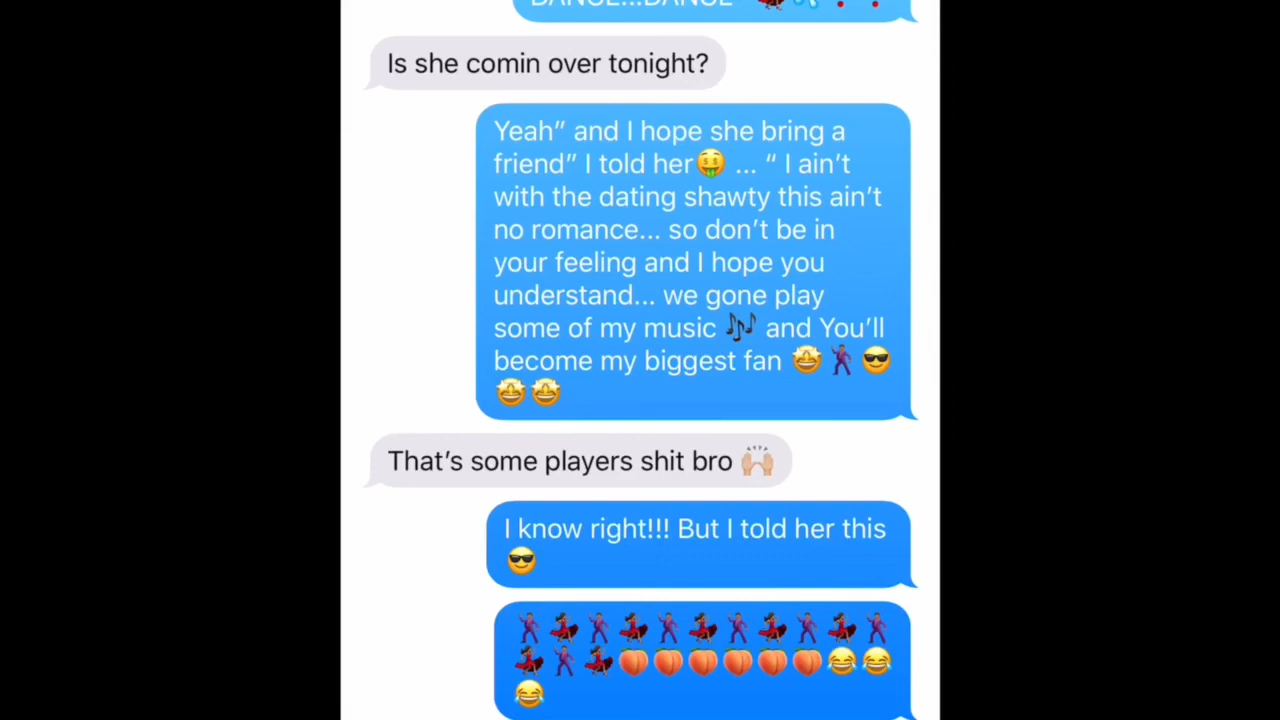 DANCE...DANCE 💃🏾💦❣️❣️
Is she comin over tonight?
Yeah” and I hope she bring a
friend” I told her🤑 ... “ I ain’t
with the dating shawty this ain’t
no romance... so don’t be in
your feeling and I hope you
understand... we gone play
some of my music 🎶 and You’ll
become my biggest fan 🤩🕺🏾😎
🤩🤩
That’s some players shit bro 🙌🏼
I know right!!! But I told her this
😎
🕺🏾💃🏾🕺🏾💃🏾🕺🏾💃🏾🕺🏾💃🏾🕺🏾💃🏾🕺🏾
💃🏾🕺🏾💃🏾🍑🍑🍑🍑🍑🍑😂😂
😂